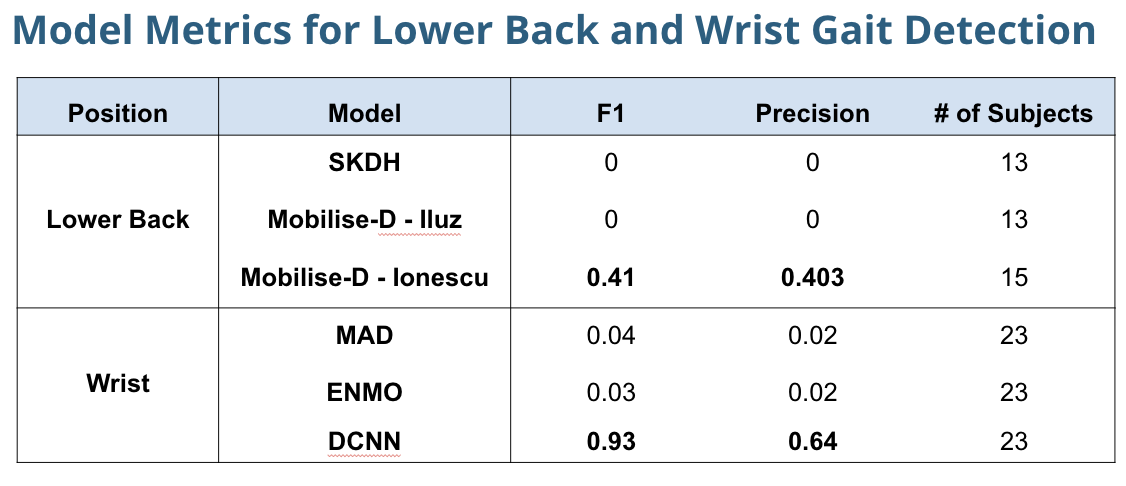 Model Metrics for Lower Back and Wrist Gait Detection
Position Model F1 Precision # of Subjects
SKDH 0 0 13
Lower Back Mobilise-D - Iluz 0 0 13
Mobilise-D - Ionescu 0.41 0.403 15
MAD 0.04 0.02 23
Wrist
ENMO 0.03 0.02 23
DCNN 0.93 0.64 23